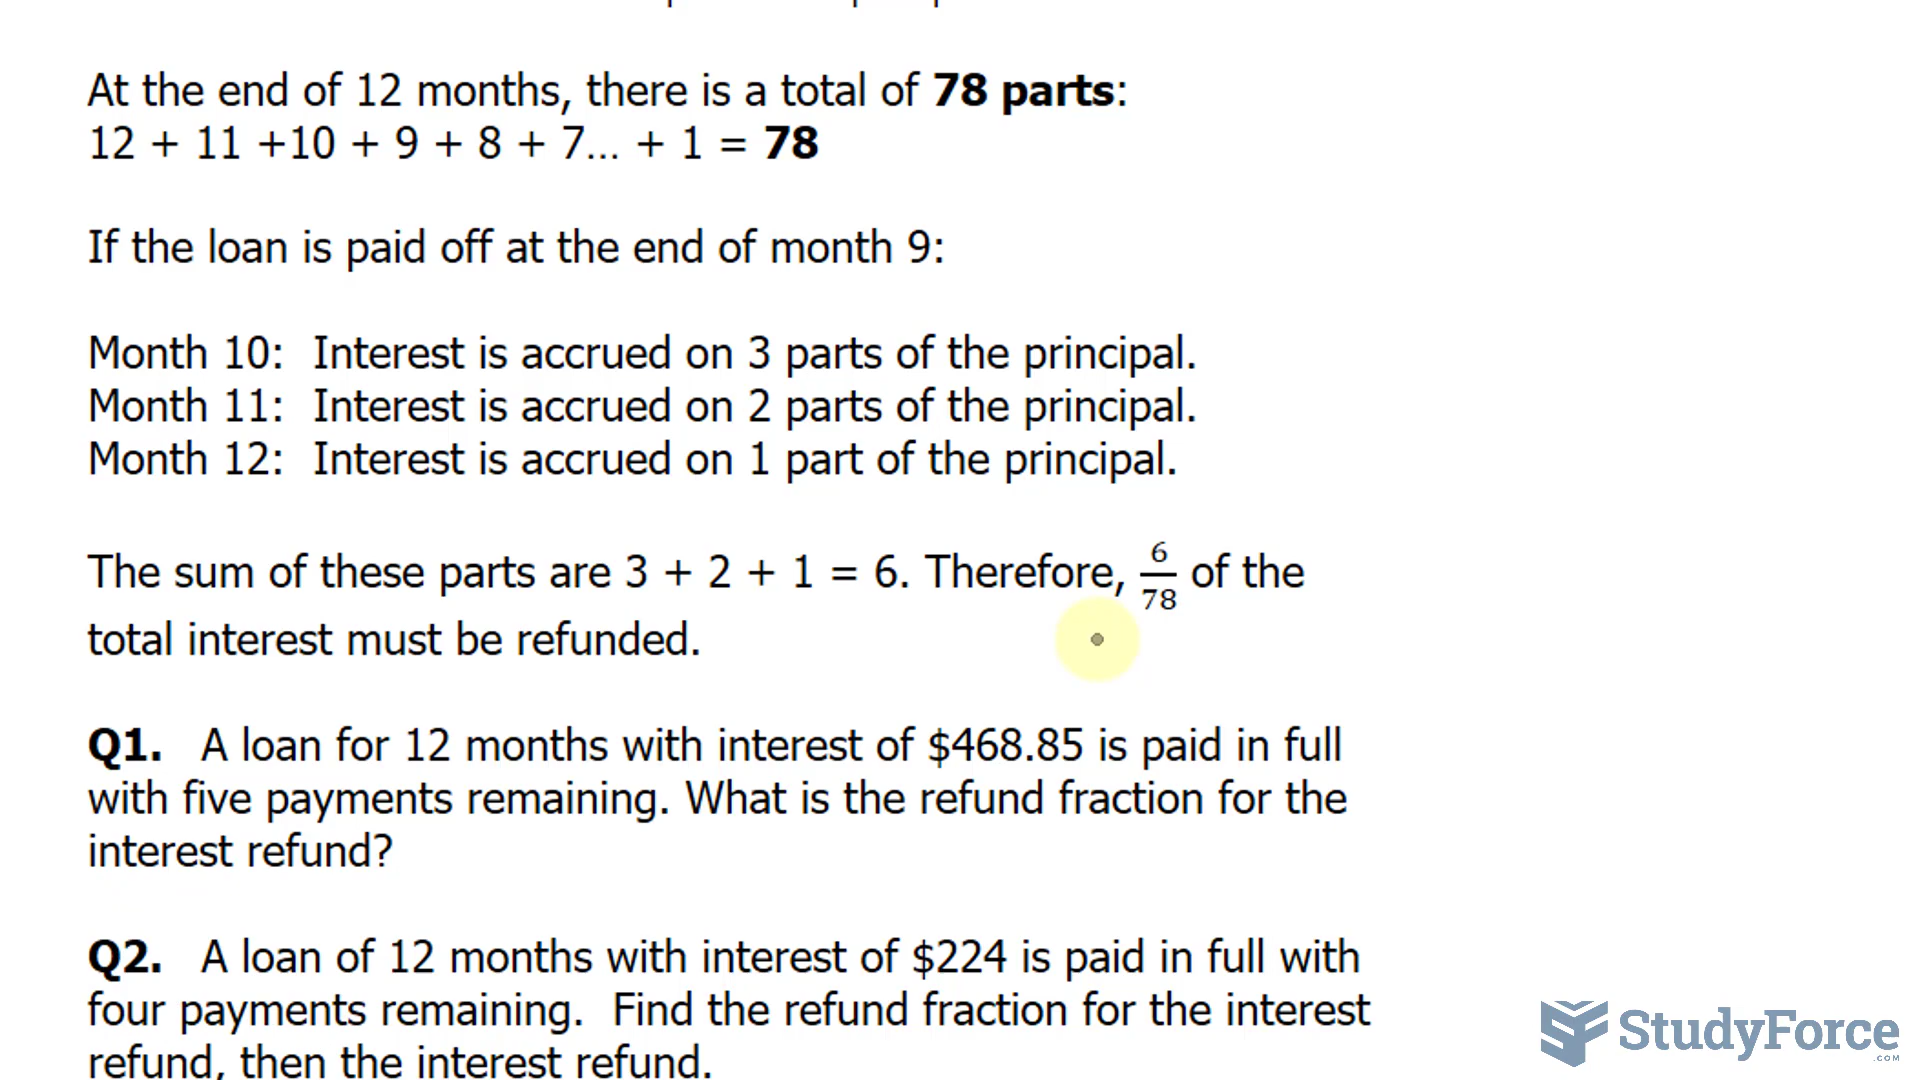 At the end of 12 months, there is a total of 78 parts:
12 + 11 +10 + 9 + 8 + 7... + 1 = 78
If the loan is paid off at the end of month 9:
Month 10: Interest is accrued on 3 parts of the principal.
Month 11: Interest is accrued on 2 parts of the principal.
Month 12: Interest is accrued on 1 part of the principal.
The sum of these parts are 3 + 2 + 1 = 6. Therefore, 6/78 of the
total interest must be refunded.
Q1. A loan for 12 months with interest of $468.85 is paid in full
with five payments remaining. What is the refund fraction for the
interest refund?
Q2. A loan of 12 months with interest of $224 is paid in full with
four payments remaining. Find the refund fraction for the interest
refund, then the interest refund.
StudyForce
.COM